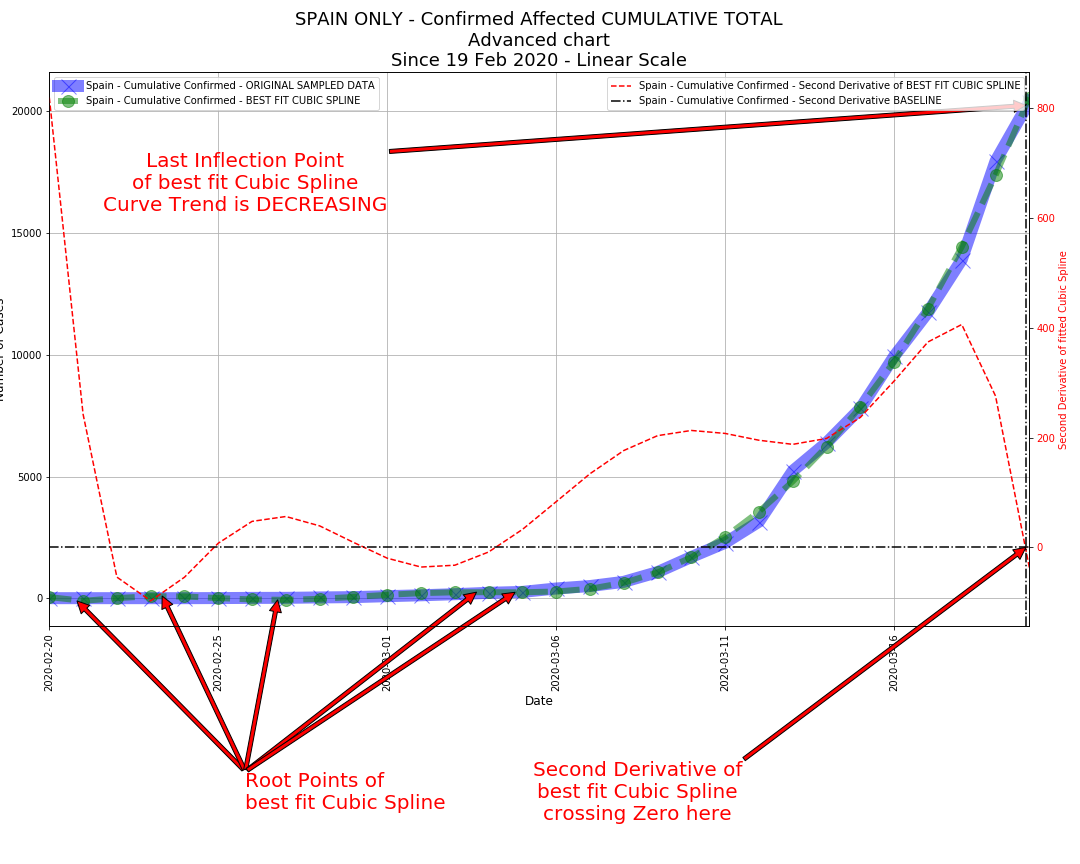 SPAIN ONLY - Confirmed Affected CUMULATIVE TOTAL
Advanced chart
Since 19 Feb 2020 - Linear Scale
Spain - Cumulative Confirmed - ORIGINAL SAMPLED DATA
Spain - Cumulative Confirmed - BEST FIT CUBIC SPLINE
Spain - Cumulative Confirmed - Second Derivative of BEST FIT CUBIC SPLINE
Spain - Cumulative Confirmed - Second Derivative BASELINE
Last Inflection Point
of best fit Cubic Spline
Curve Trend is DECREASING
20000
15000
10000
5000
0
800
600
400
200
0
Second Derivative of fitted Cubic Spline
2020-02-20
2020-02-25
2020-03-01
2020-03-06
2020-03-11
2020-03-16
Date
Root Points of
best fit Cubic Spline
Second Derivative of
best fit Cubic Spline
crossing Zero here